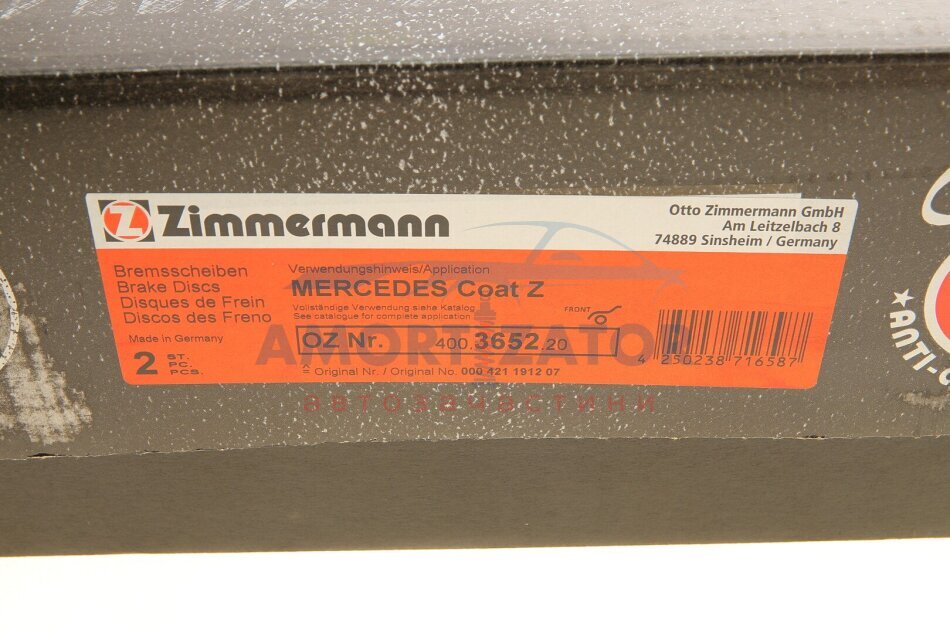 Z Zimmermann
Otto Zimmermann GmbH
Am Leitzelbach 8
74889 Sinsheim / Germany
Bremsscheiben
Brake Discs
Disques de Frein
Discos des Freno
Made in Germany
2 ST.
PC.
PCS.
Verwendungshinweis/Application
MERCEDES Coat Z
Vollständige Verwendung-siehe Katalog
See catalogue for complete application
FRONT
OZ Nr. 400.3652.20
≙ Original Nr. / Original No. 000 421 1912 07
4 250238 716587
AMORTIZATOR
автозапчастини
★ANTI-